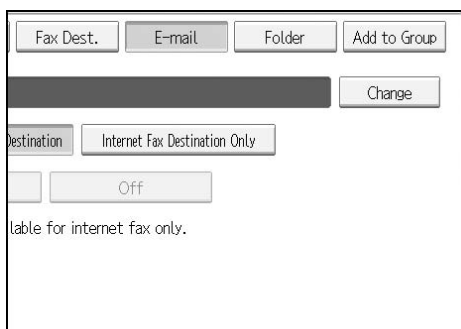 Fax Dest. E-mail Folder Add to Group
Change
Destination Internet Fax Destination Only
Off
lable for internet fax only.